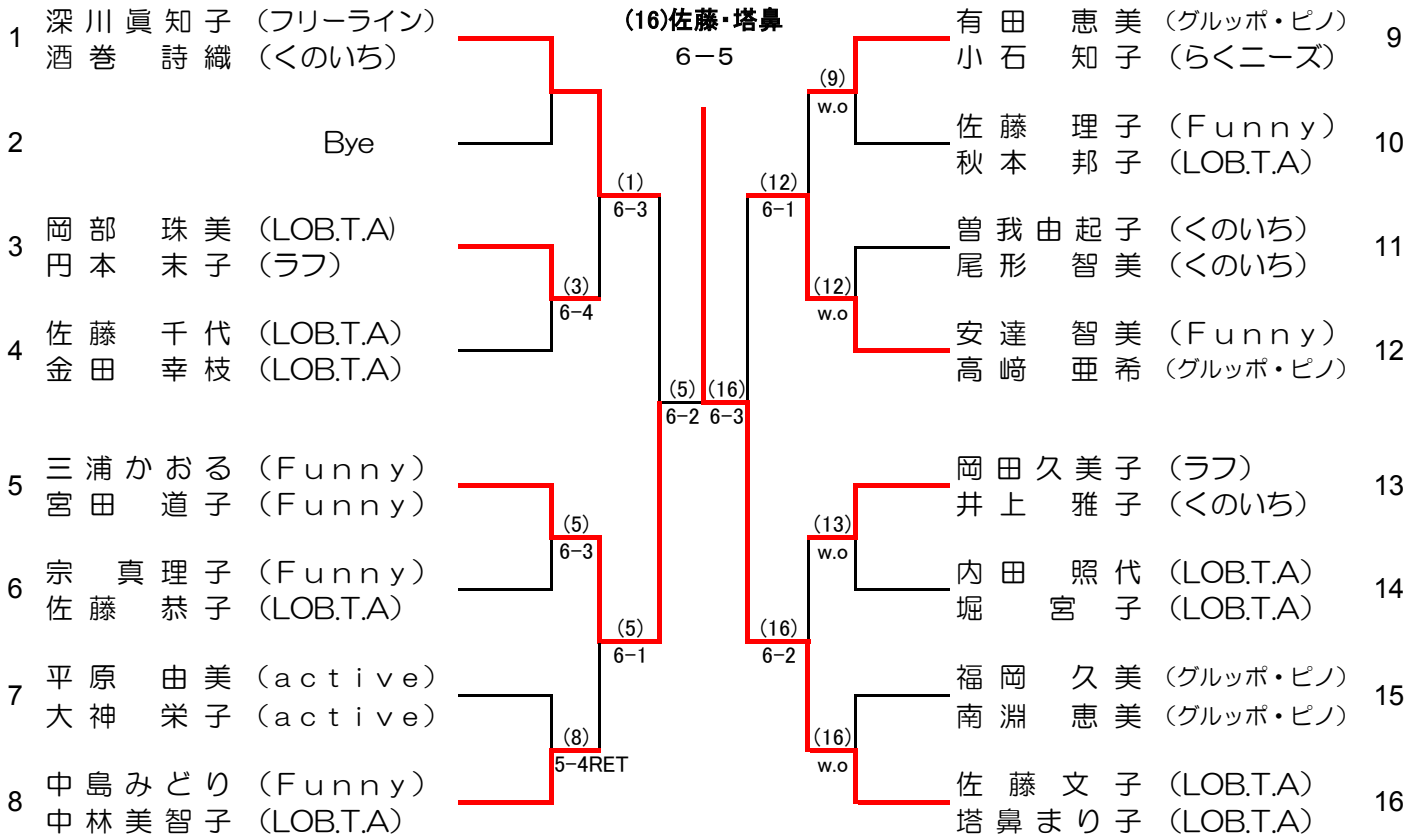 (16)佐藤・塔鼻
6-5
1
深川眞知子 (フリーライン)
酒巻 詩織 (くのいち)
2
Bye
3
岡部 珠美 (LOB.T.A)
円本 末子 (ラフ)
4
佐藤 千代 (LOB.T.A)
金田 幸枝 (LOB.T.A)
5
三浦かおる (Funny)
宮田 道子 (Funny)
6
宗 真理子 (Funny)
佐藤 恭子 (LOB.T.A)
7
平原 由美 (active)
大神 栄子 (active)
8
中島みどり (Funny)
中林美智子 (LOB.T.A)
(3)
6-4
(5)
6-3
(8)
5-4RET
(1)
6-3
(5)
6-1
(5)
6-2
(16)
6-3
(12)
6-1
(16)
6-2
(9)
w.o
(12)
w.o
(13)
w.o
(16)
w.o
有田 恵美 (グルッポ・ピノ)
小石 知子 (らくニーズ)
9
佐藤 理子 (Funny)
秋本 邦子 (LOB.T.A)
10
曽我由起子 (くのいち)
尾形 智美 (くのいち)
11
安達 智美 (Funny)
高﨑 亜希 (グルッポ・ピノ)
12
岡田久美子 (ラフ)
井上 雅子 (くのいち)
13
内田 照代 (LOB.T.A)
堀 宮子 (LOB.T.A)
14
福岡 久美 (グルッポ・ピノ)
南淵 恵美 (グルッポ・ピノ)
15
佐藤文子 (LOB.T.A)
塔鼻まり子 (LOB.T.A)
16